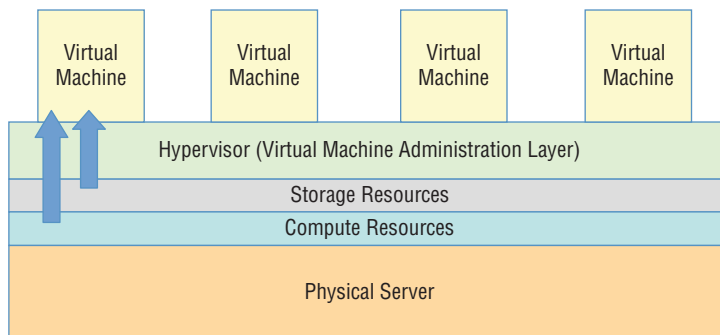 Virtual
Machine
Virtual
Machine
Virtual
Machine
Virtual
Machine
Hypervisor (Virtual Machine Administration Layer)
Storage Resources
Compute Resources
Physical Server